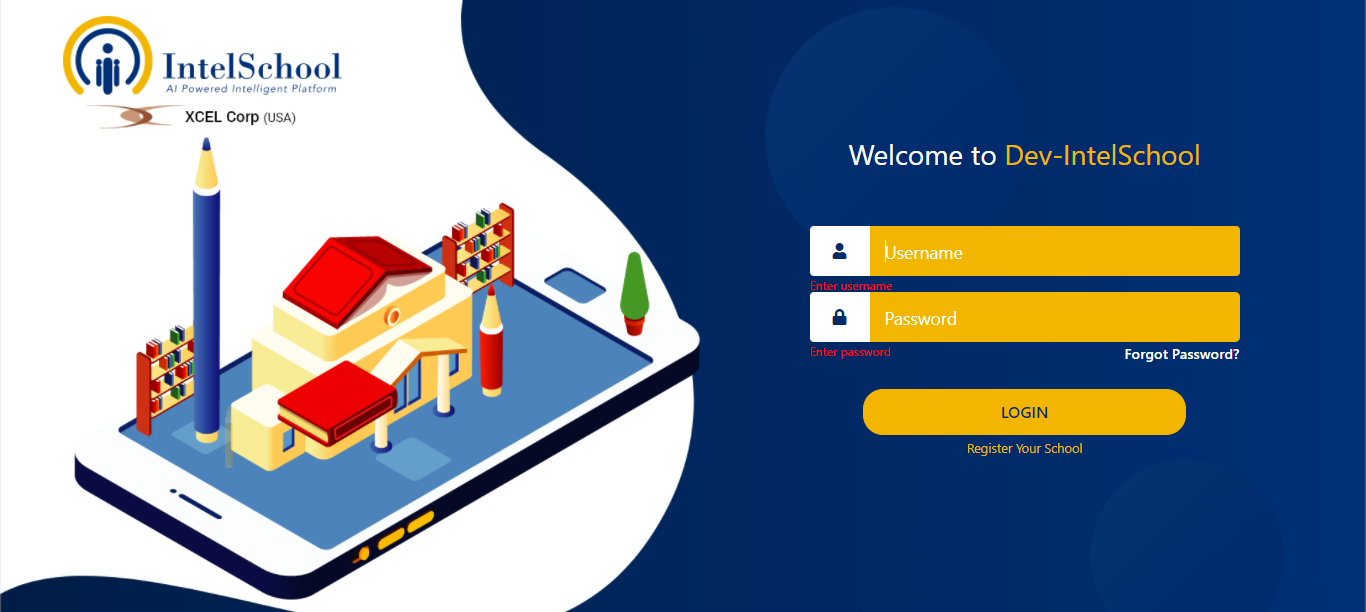 IntelSchool
AI Powered Intelligent Platform
XCEL Corp (USA)
Welcome to Dev-IntelSchool
Username
Enter username
Password
Enter password
Forgot Password?
LOGIN
Register Your School